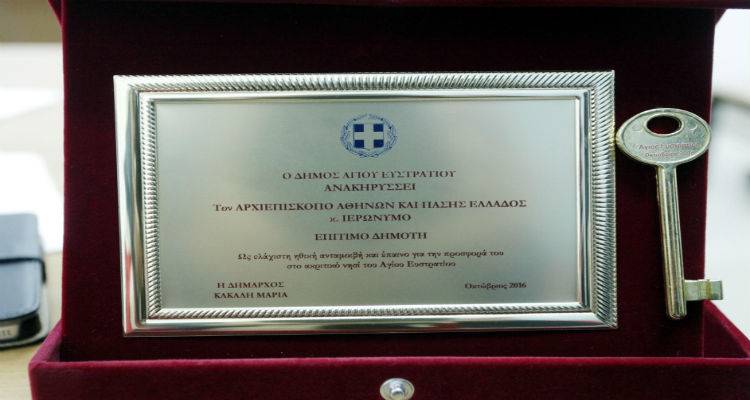 Ο ΔΗΜΟΣ ΑΓΙΟΥ ΕΥΣΤΡΑΤΙΟΥ
ΑΝΑΚΗΡΥΣΣΕΙ
Τον ΑΡΧΙΕΠΙΣΚΟΠΟ ΑΘΗΝΩΝ ΚΑΙ ΠΑΣΗΣ ΕΛΛΑΔΟΣ
κ. ΙΕΡΩΝΥΜΟ
ΕΠΙΤΙΜΟ ΔΗΜΟΤΗ
Ως ελάχιστη ηθική ανταμοιβή και έπαινο για την προσφορά του
στο ακριτικό νησί του Αγίου Ευστρατίου
Η ΔΗΜΑΡΧΟΣ
ΚΑΚΑΛΗ ΜΑΡΙΑ
Οκτώβριος 2016